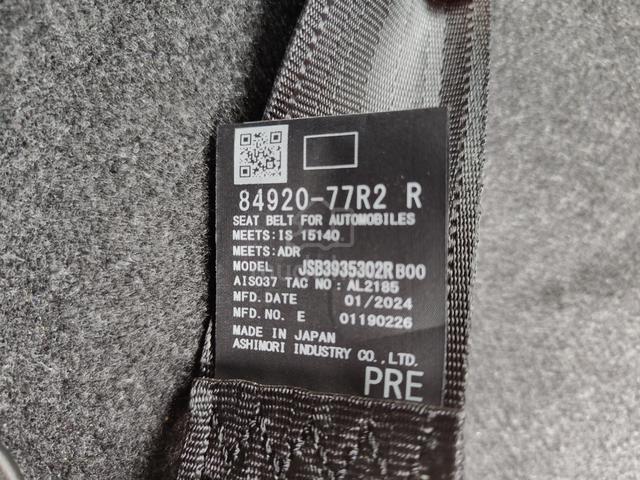 84920-77R2 R
SEAT BELT FOR AUTOMOBILES
MEETS:IS 15140
MEETS:ADR
MODEL JSB3935302R B00
AIS037 TAC NO : AL2185
MFD.DATE 01/2024
MFD.NO. E 01190226
MADE IN JAPAN
ASHIMORI INDUSTRY CO.,LTD.
PRE